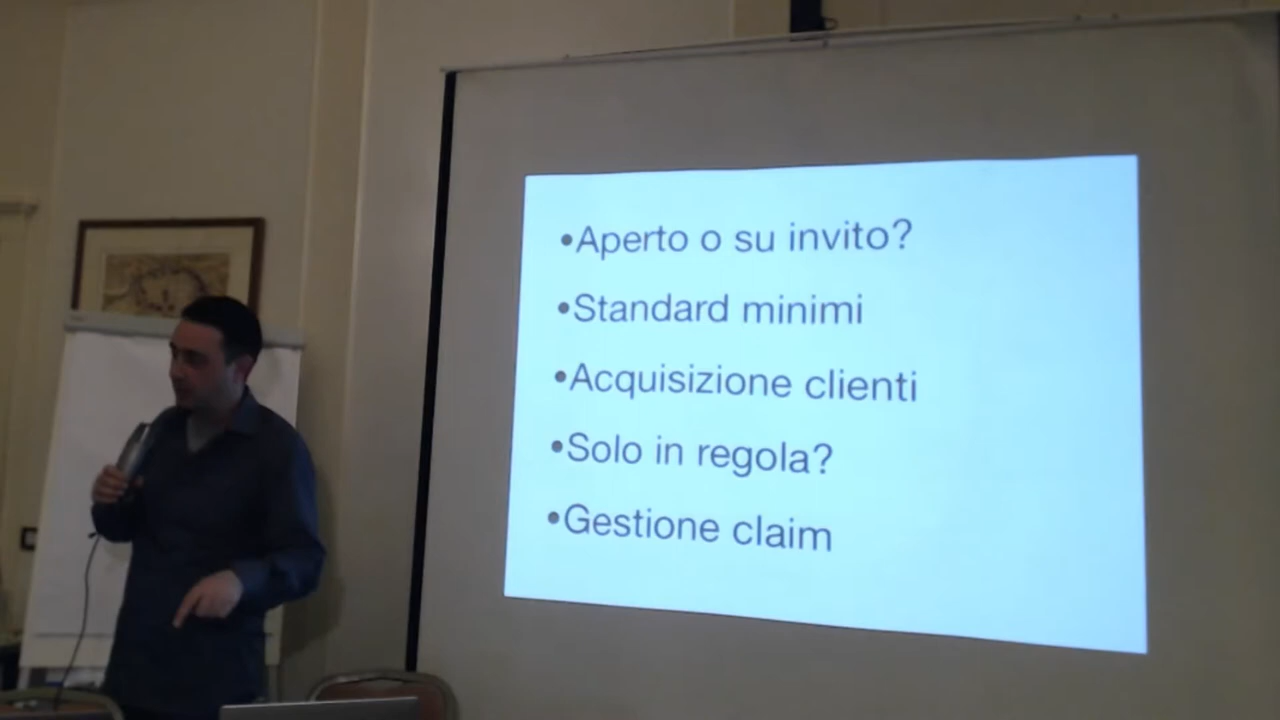 •Aperto o su invito?
•Standard minimi
•Acquisizione clienti
•Solo in regola?
•Gestione claim